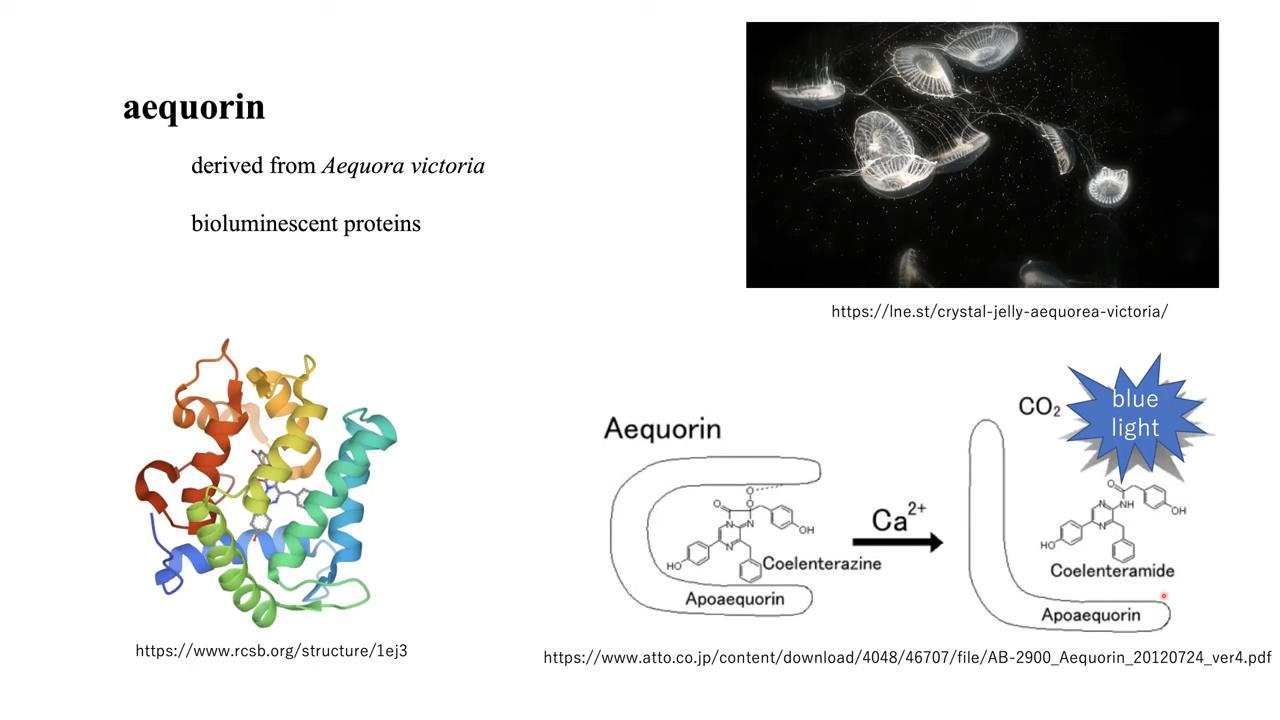 aequorin
derived from Aequora victoria
bioluminescent proteins
https://lne.st/crystal-jelly-aequorea-victoria/
https://www.rcsb.org/structure/1ej3
Aequorin
O
O
O
N
N
N
OH
HO
Coelenterazine
Apoaequorin
Ca2+
CO2
blue
light
O
NH
N
N
OH
HO
Coelenteramide
Apoaequorin
https://www.atto.co.jp/content/download/4048/46707/file/AB-2900_Aequorin_20120724_ver4.pdf